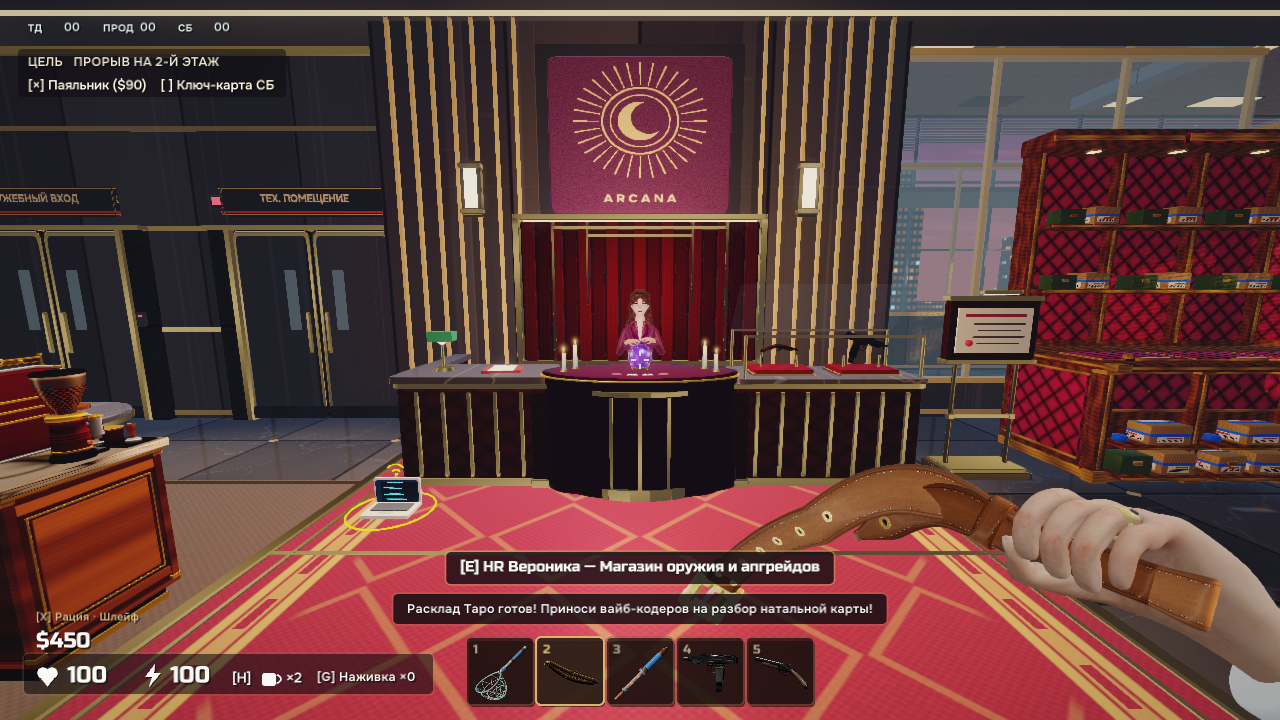 ТД 00 ПРОД 00 СБ 00
ЦЕЛЬ ПРОРЫВ НА 2-Й ЭТАЖ
[×] Паяльник ($90) [ ] Ключ-карта СБ
ЖЕБНЫЙ ВХОД
ТЕХ. ПОМЕЩЕНИЕ
ARCANA
[E] HR Вероника — Магазин оружия и апгрейдов
Расклад Таро готов! Приноси вайб-кодеров на разбор натальной карты!
[X] Рация · Шлейф
$450
100 100 [H] ×2 [G] Наживка ×0
1 2 3 4 5